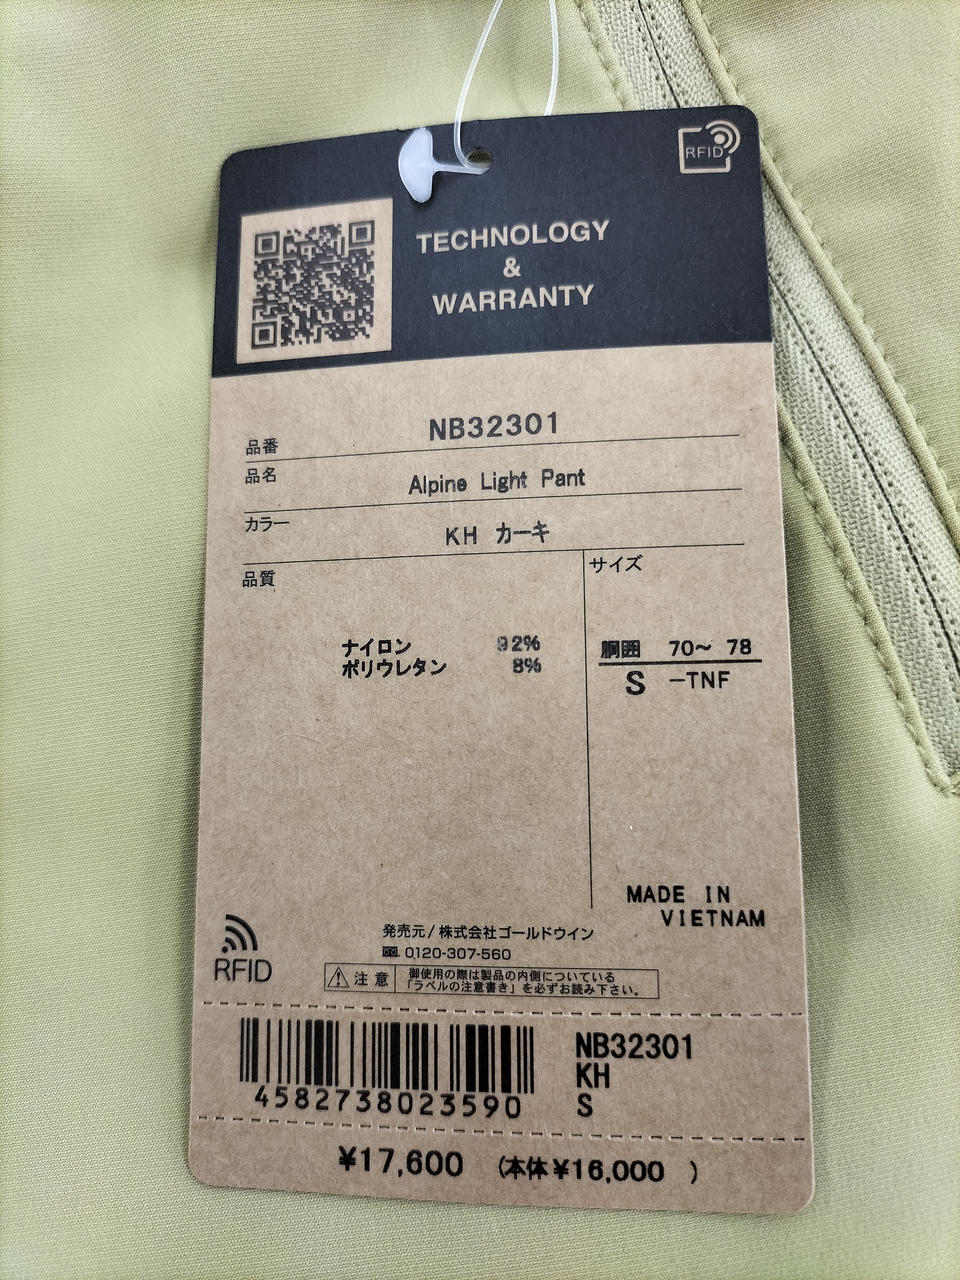 RFID
TECHNOLOGY
&
WARRANTY
品番 NB32301
品名 Alpine Light Pant
カラー KH カーキ
品質
ナイロン 92%
ポリウレタン 8%
サイズ
胴囲 70～ 78
S -TNF
MADE IN
VIETNAM
RFID
発売元/株式会社ゴールドウイン
0120-307-560
注意
御使用の際は製品の内側についている
「ラベルの注意書き」を必ずお読み下さい。
4582738023590
NB32301
KH
S
¥17,600 (本体¥16,000 )